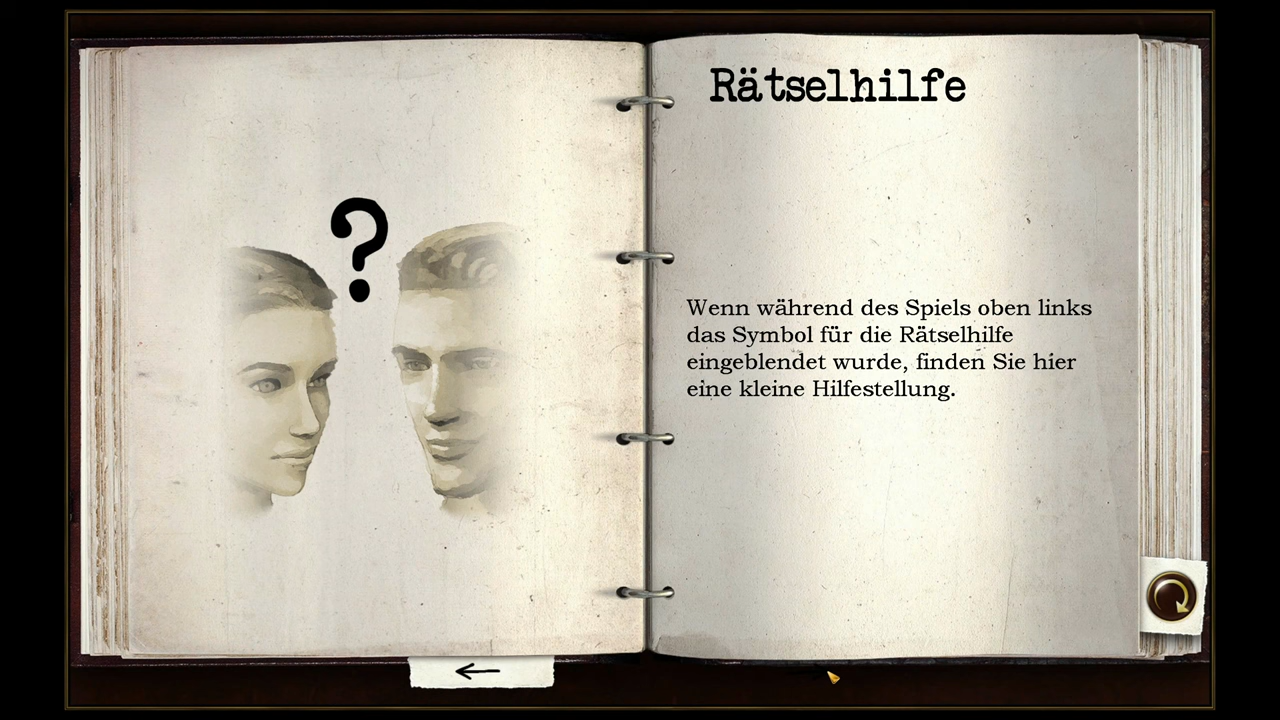 Rätselhilfe
?
Wenn während des Spiels oben links
das Symbol für die Rätselhilfe
eingeblendet wurde, finden Sie hier
eine kleine Hilfestellung.